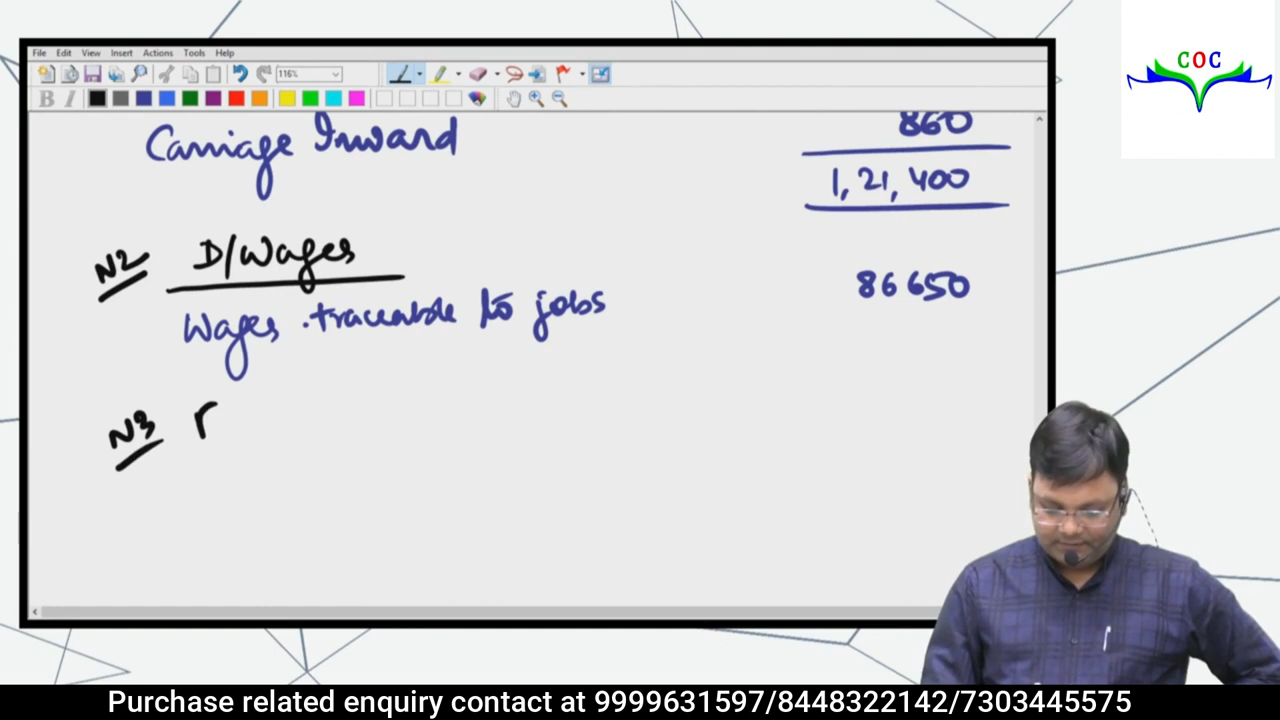 File Edit View Insert Actions Tools Help
116%
B I
COC
Carriage Inward 860
1,21,400
N2 D/Wages
Wages traceable to jobs 86650
N3
Purchase related enquiry contact at 9999631597/8448322142/7303445575